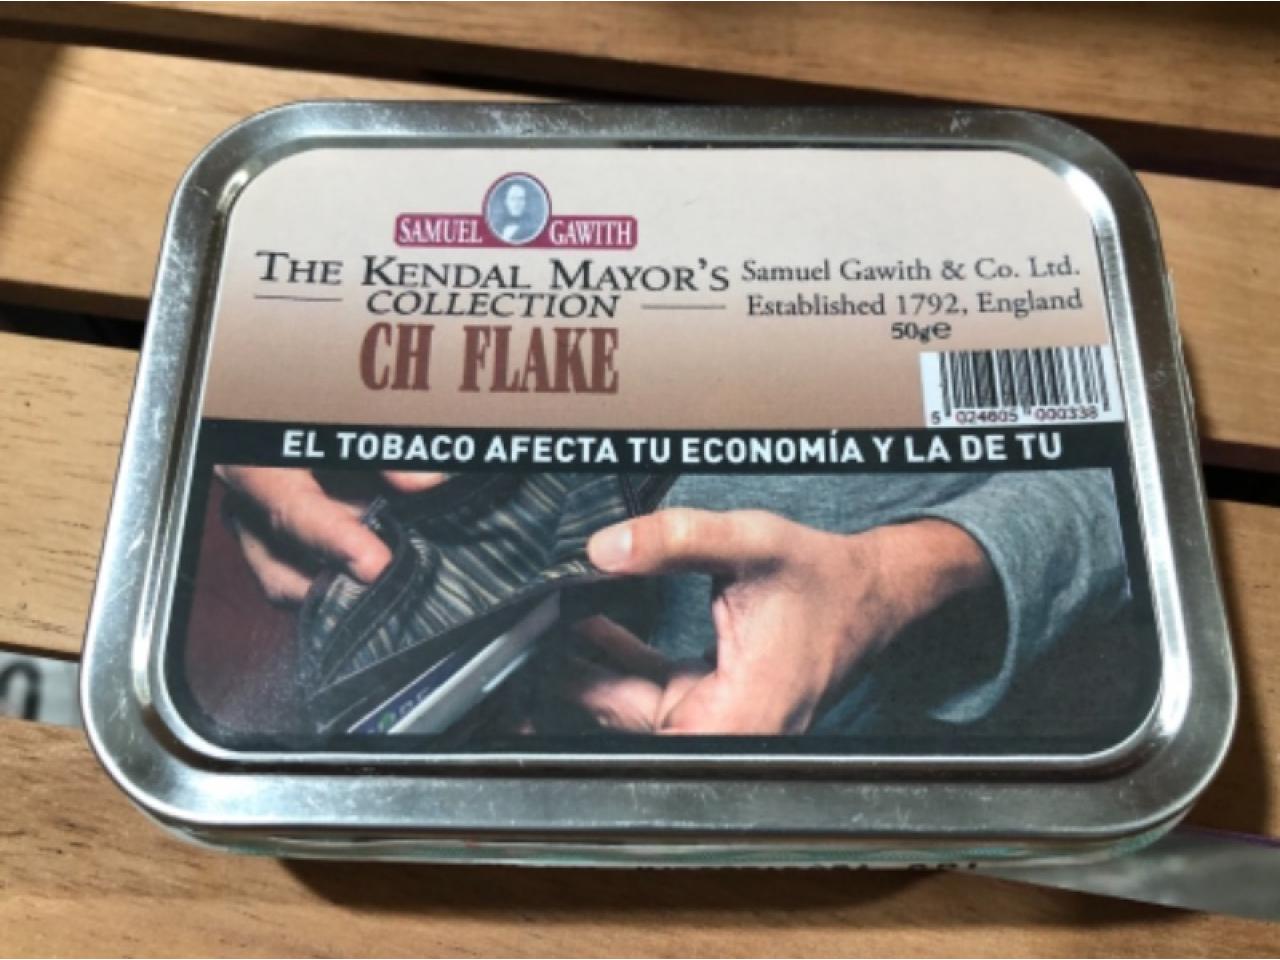 SAMUEL GAWITH
THE KENDAL MAYOR'S
COLLECTION
CH FLAKE
Samuel Gawith & Co. Ltd.
Established 1792, England
50g℮
5 024605 000338
EL TOBACO AFECTA TU ECONOMÍA Y LA DE TU